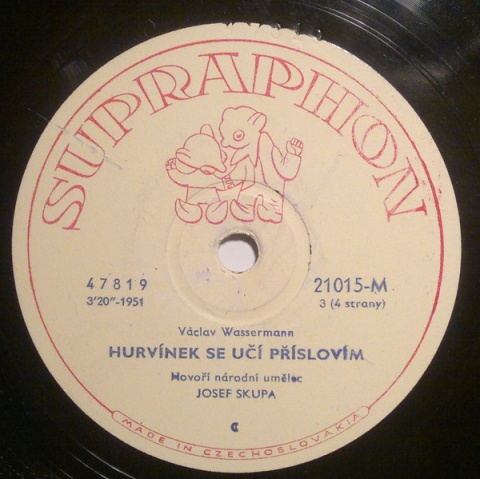 SUPRAPHON
47819
3'20"-1951
21015-M
3 (4 strany)
Václav Wassermann
HURVÍNEK SE UČÍ PŘÍSLOVÍM
Hovoří národní umělec
JOSEF SKUPA
C
MADE IN CZECHOSLOVAKIA